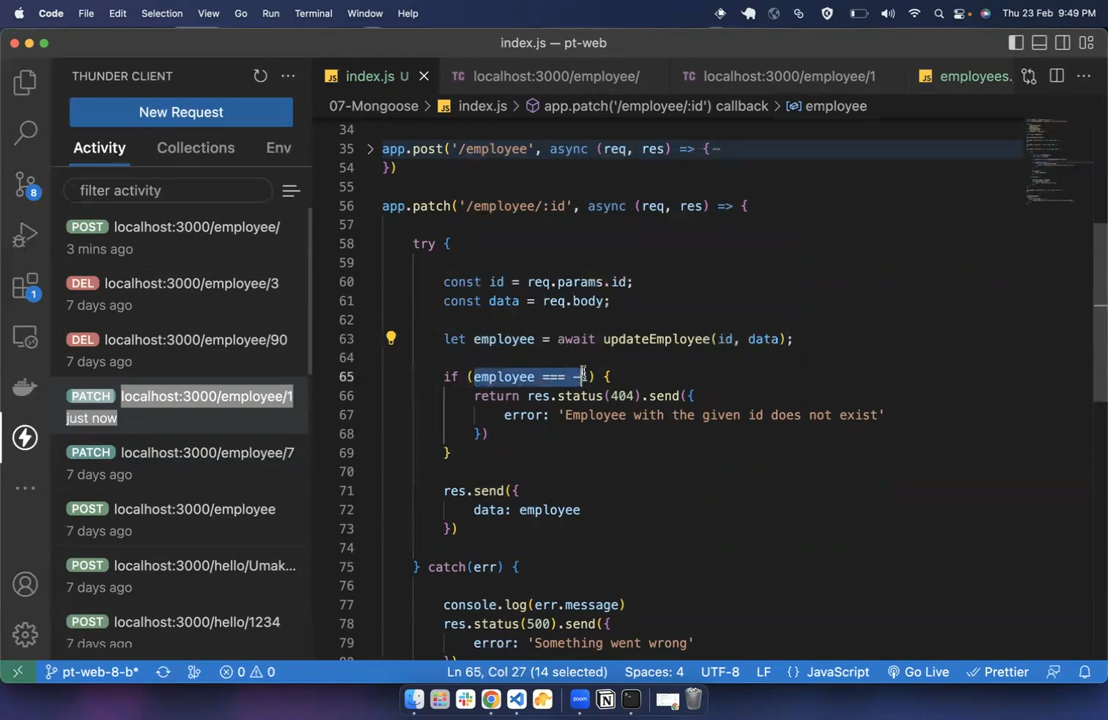 Code File Edit Selection View Go Run Terminal Window Help Thu 23 Feb 9:49 PM
index.js — pt-web
THUNDER CLIENT
New Request
Activity Collections Env
filter activity
POST localhost:3000/employee/
3 mins ago
DEL localhost:3000/employee/3
7 days ago
DEL localhost:3000/employee/90
7 days ago
PATCH localhost:3000/employee/1
just now
PATCH localhost:3000/employee/7
7 days ago
POST localhost:3000/employee
7 days ago
POST localhost:3000/hello/Umak...
7 days ago
POST localhost:3000/hello/1234
7 days ago
8
1
JS index.js U TC localhost:3000/employee/ TC localhost:3000/employee/1 JS employees.
07-Mongoose > JS index.js > app.patch('/employee/:id') callback > employee
34
35 app.post('/employee', async (req, res) => {
54 })
55
56 app.patch('/employee/:id', async (req, res) => {
57
58 try {
59
60 const id = req.params.id;
61 const data = req.body;
62
63 let employee = await updateEmployee(id, data);
64
65 if (employee === ) {
66 return res.status(404).send({
67 error: 'Employee with the given id does not exist'
68 })
69 }
70
71 res.send({
72 data: employee
73 })
74
75 } catch(err) {
76
77 console.log(err.message)
78 res.status(500).send({
79 error: 'Something went wrong'
pt-web-8-b* 0 0 Ln 65, Col 27 (14 selected) Spaces: 4 UTF-8 LF {} JavaScript Go Live Prettier
zoom